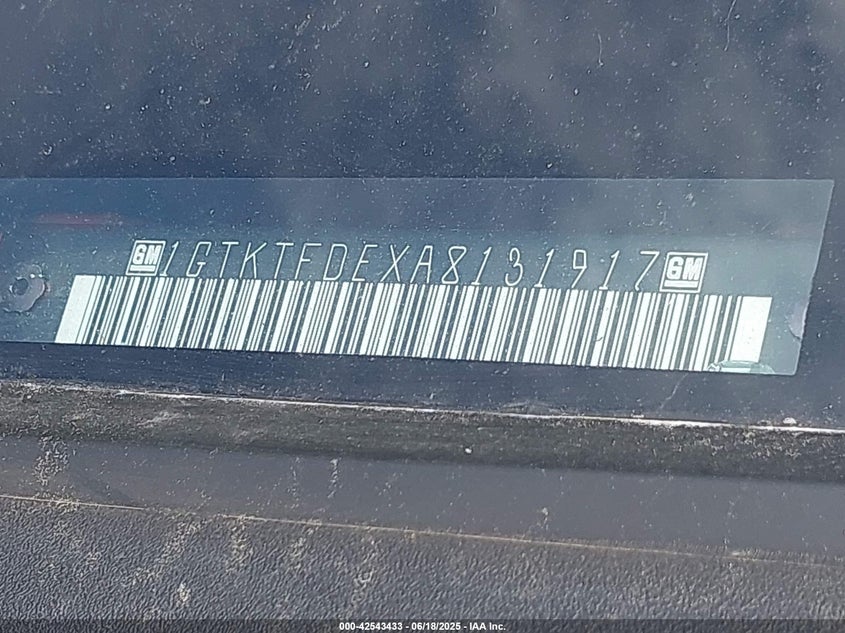 GM 1GTKTFDEXA8131917 GM
000-42543433 - 06/18/2025 - IAA Inc.